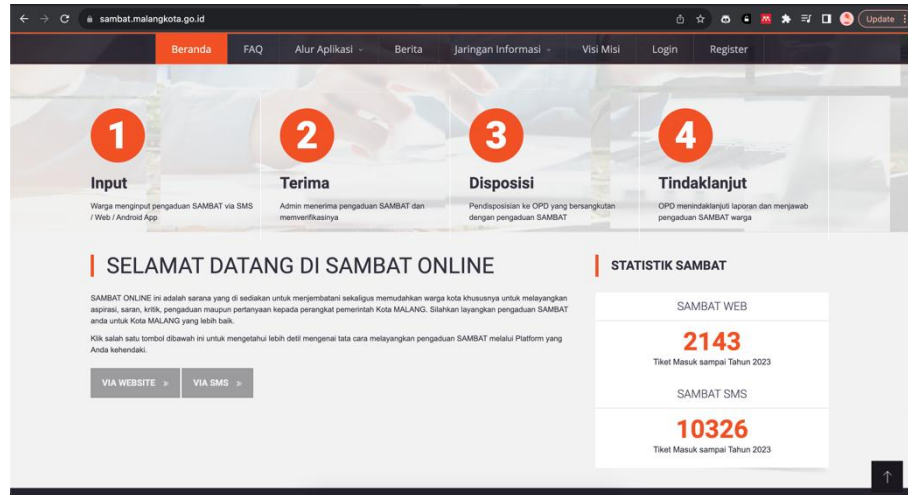 sambat.malangkota.go.id
Update
Beranda FAQ Alur Aplikasi Berita Jaringan Informasi Visi Misi Login Register
1
Input
Warga menginput pengaduan SAMBAT via SMS
/ Web / Android App
2
Terima
Admin menerima pengaduan SAMBAT dan
memverifikasinya
3
Disposisi
Pendisposisian ke OPD yang bersangkutan
dengan pengaduan SAMBAT
4
Tindaklanjut
OPD menindaklanjuti laporan dan menjawab
pengaduan SAMBAT warga
SELAMAT DATANG DI SAMBAT ONLINE
SAMBAT ONLINE ini adalah sarana yang di sediakan untuk menjembatani sekaligus memudahkan warga kota khususnya untuk melayangkan
aspirasi, saran, kritik, pengaduan maupun pertanyaan kepada perangkat pemerintah Kota MALANG. Silahkan layangkan pengaduan SAMBAT
anda untuk Kota MALANG yang lebih baik.
Klik salah satu tombol dibawah ini untuk mengetahui lebih detil mengenai tata cara melayangkan pengaduan SAMBAT melalui Platform yang
Anda kehendaki.
VIA WEBSITE »
VIA SMS »
STATISTIK SAMBAT
SAMBAT WEB
2143
Tiket Masuk sampai Tahun 2023
SAMBAT SMS
10326
Tiket Masuk sampai Tahun 2023